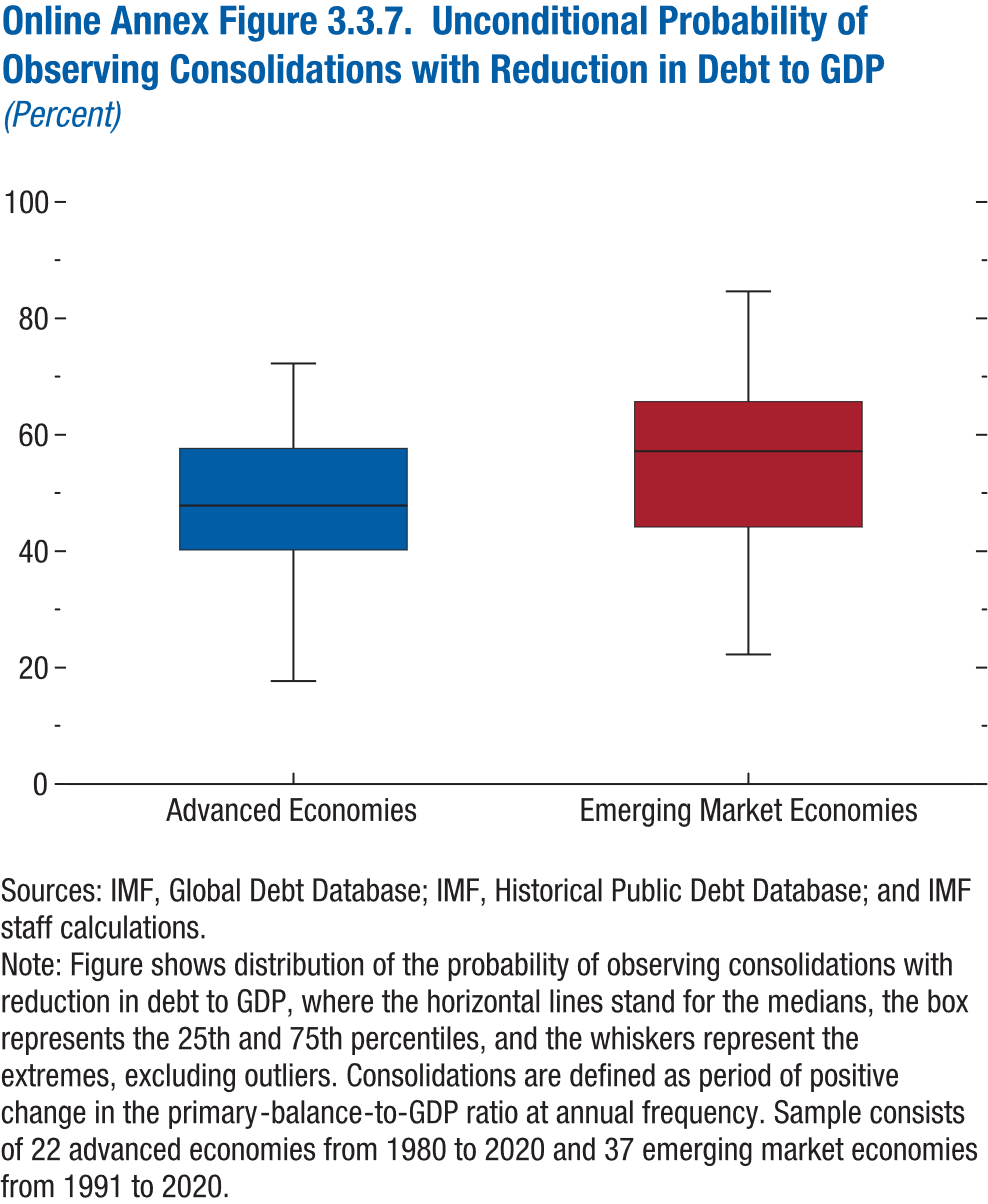 Online Annex Figure 3.3.7.  Unconditional Probability of
Observing Consolidations with Reduction in Debt to GDP
(Percent)
100
80
60
40
20
0
Advanced Economies
Emerging Market Economies
Sources: IMF, Global Debt Database; IMF, Historical Public Debt Database; and IMF
staff calculations.
Note: Figure shows distribution of the probability of observing consolidations with
reduction in debt to GDP, where the horizontal lines stand for the medians, the box
represents the 25th and 75th percentiles, and the whiskers represent the
extremes, excluding outliers. Consolidations are defined as period of positive
change in the primary-balance-to-GDP ratio at annual frequency. Sample consists
of 22 advanced economies from 1980 to 2020 and 37 emerging market economies
from 1991 to 2020.